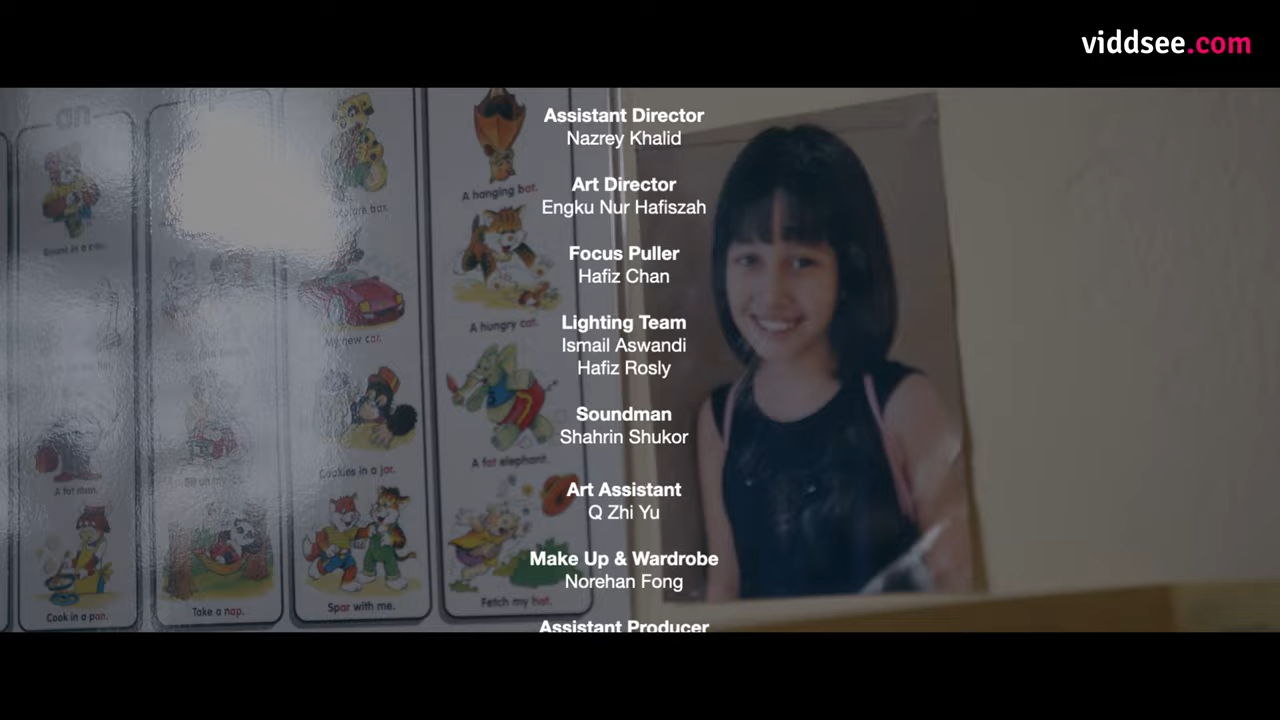 viddsee.com
Assistant Director
Nazrey Khalid
Art Director
Engku Nur Hafiszah
Focus Puller
Hafiz Chan
Lighting Team
Ismail Aswandi
Hafiz Rosly
Soundman
Shahrin Shukor
Art Assistant
Q Zhi Yu
Make Up & Wardrobe
Norehan Fong
Assistant Producer
an
A fat man.
Cook in a pan.
Take a nap.
My new car.
Cookies in a jar.
Spar with me.
A hanging bat.
A hungry cat.
A fat elephant.
Fetch my hat.